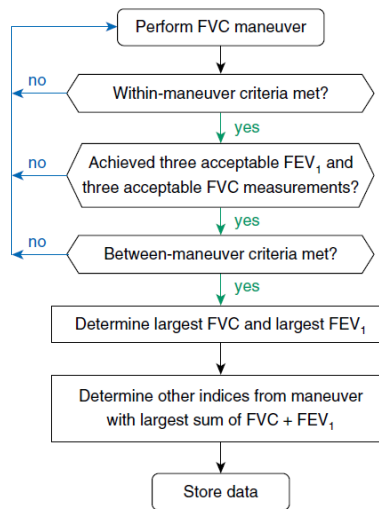 Perform FVC maneuver
no
Within-maneuver criteria met?
yes
no
Achieved three acceptable FEV₁ and
three acceptable FVC measurements?
yes
no
Between-maneuver criteria met?
yes
Determine largest FVC and largest FEV₁
Determine other indices from maneuver
with largest sum of FVC + FEV₁
Store data